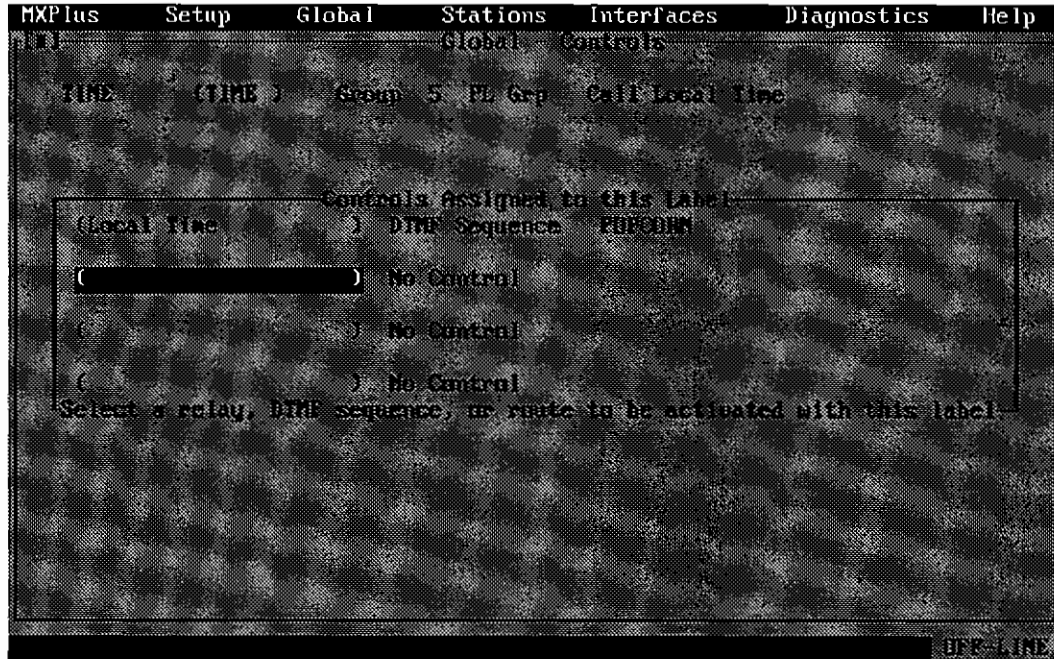 MXPlus Setup Global Stations Interfaces Diagnostics Help
Global Controls
TIME (TIME ) Group 5 PL Grp Call Local Time
Controls Assigned to this Label
(Local Time ) DTMF Sequence POPCORN
( ) No Control
( ) No Control
( ) No Control
Select a relay, DTMF sequence, or route to be activated with this label
OFF-LINE